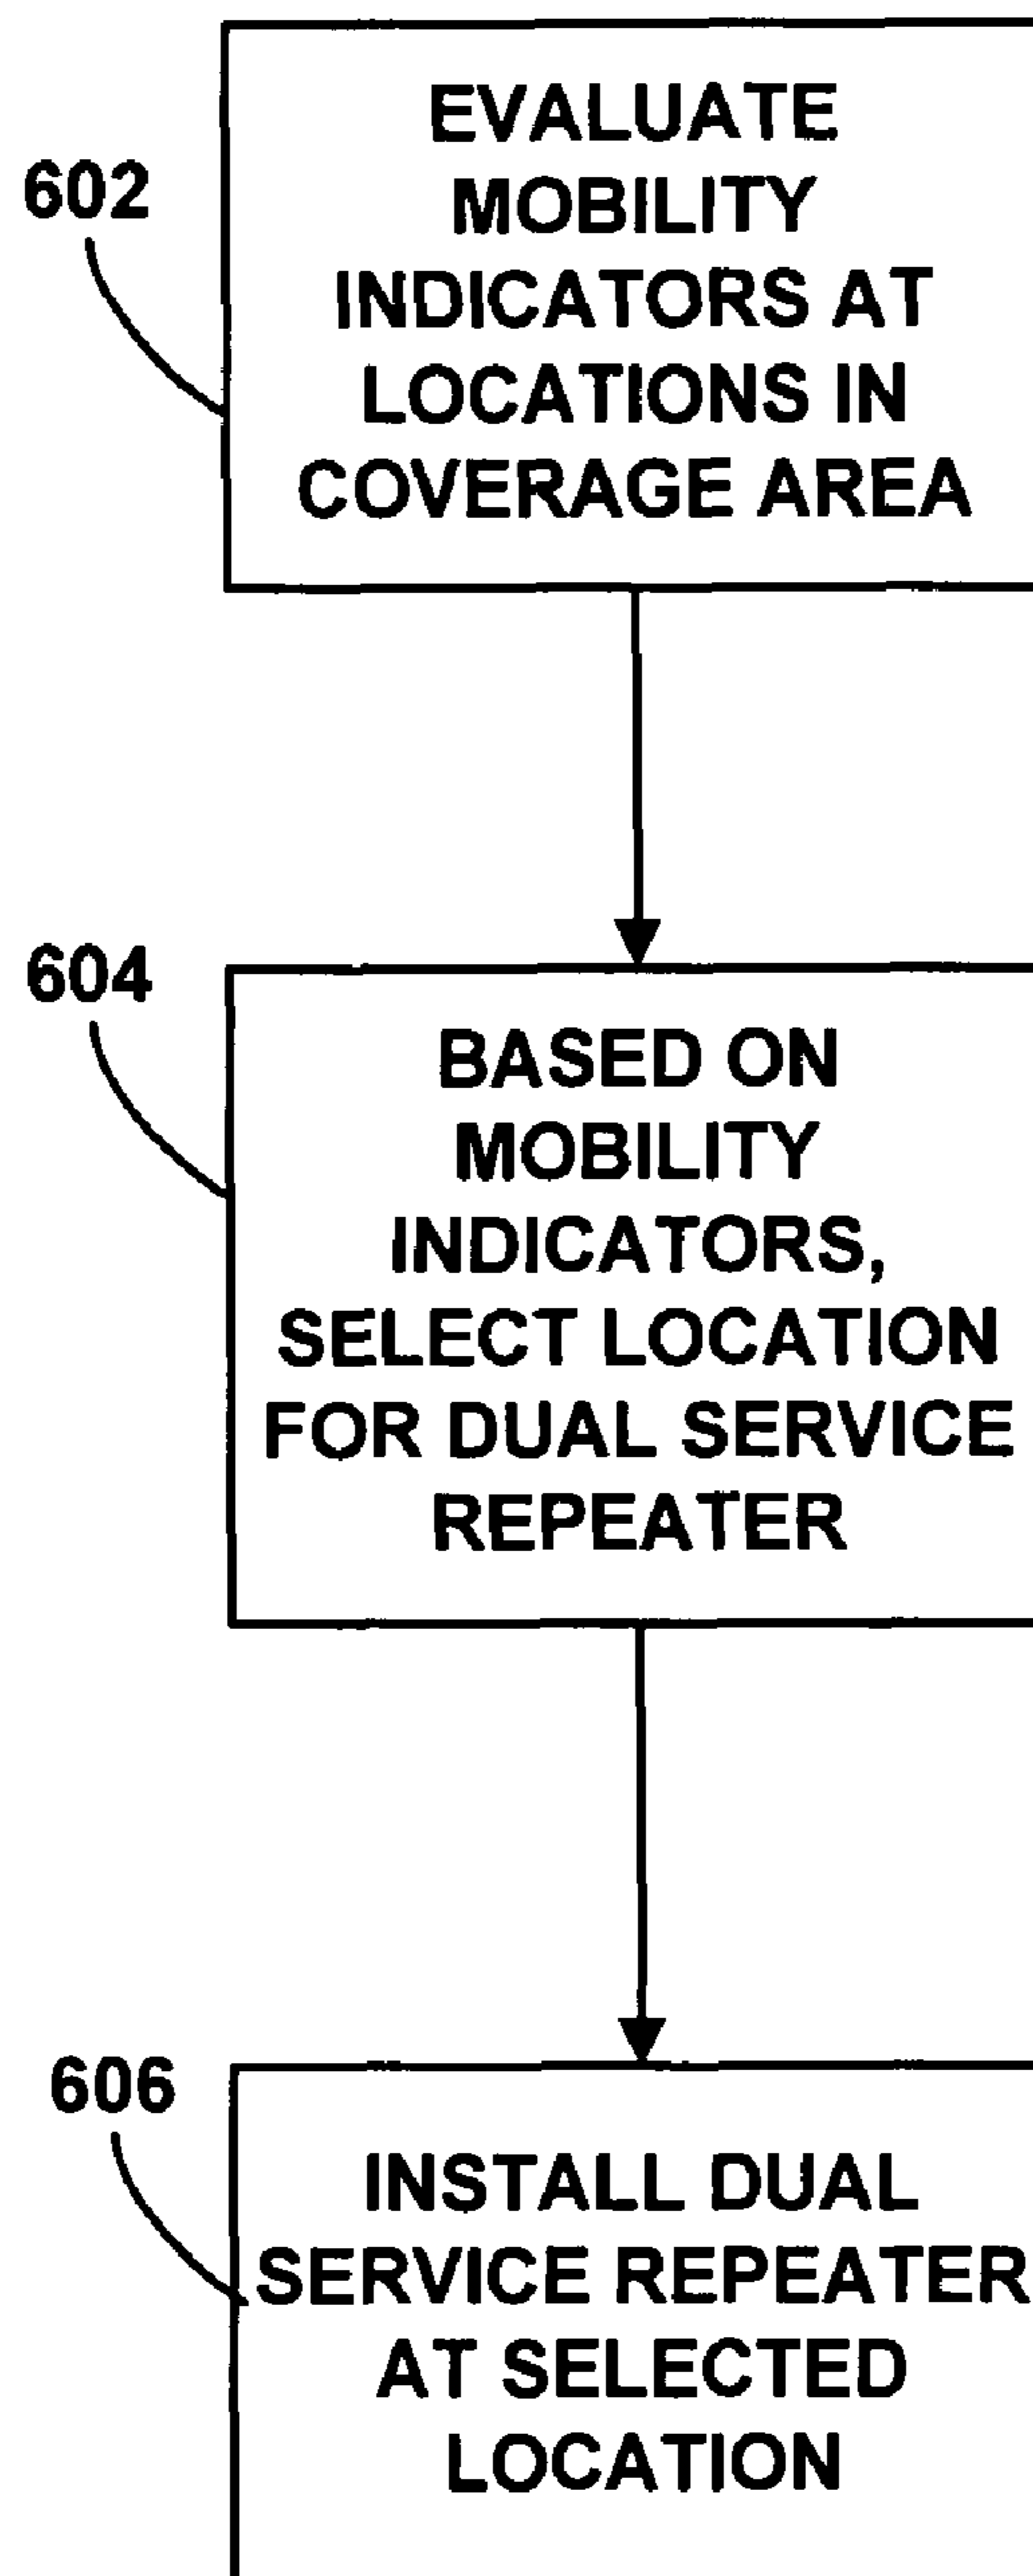 602
EVALUATE
MOBILITY
INDICATORS AT
LOCATIONS IN
COVERAGE AREA
604
BASED ON
MOBILITY
INDICATORS,
SELECT LOCATION
FOR DUAL SERVICE
REPEATER
606
INSTALL DUAL
SERVICE REPEATER
AT SELECTED
LOCATION